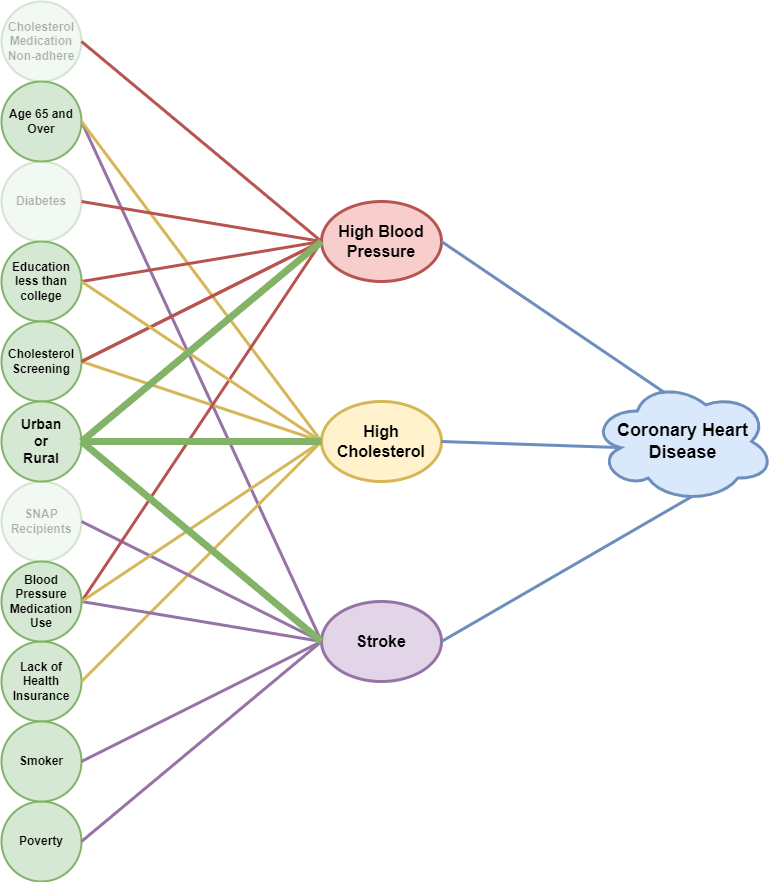 Cholesterol
Medication
Non-adhere
Age 65 and
Over
Diabetes
Education
less than
college
Cholesterol
Screening
Urban
or
Rural
SNAP
Recipients
Blood
Pressure
Medication
Use
Lack of
Health
Insurance
Smoker
Poverty
High Blood
Pressure
High
Cholesterol
Stroke
Coronary Heart
Disease